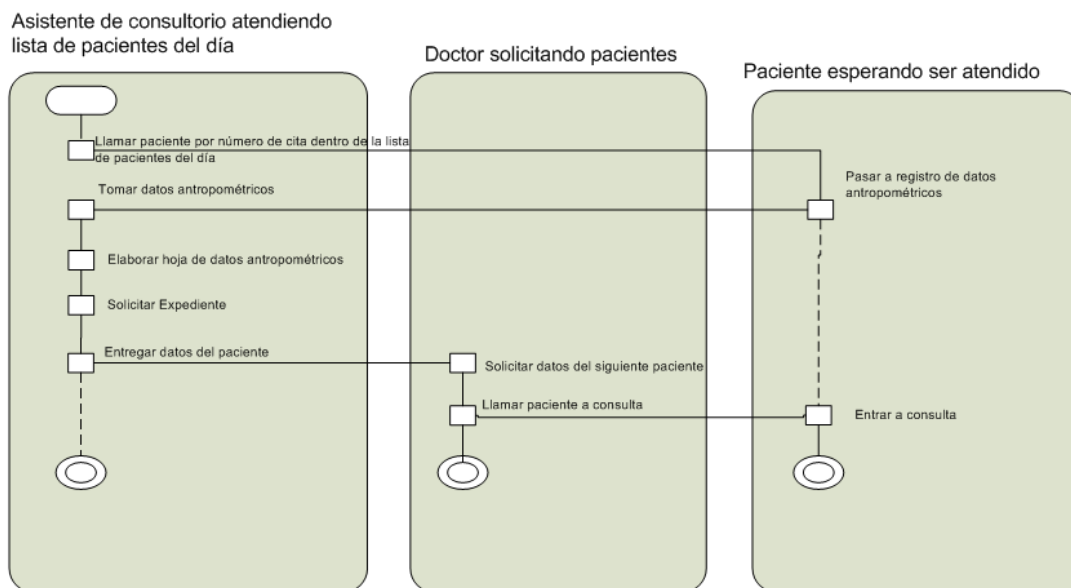 Asistente de consultorio atendiendo
lista de pacientes del día
Doctor solicitando pacientes
Paciente esperando ser atendido
Llamar paciente por número de cita dentro de la lista
de pacientes del día
Pasar a registro de datos
antropométricos
Tomar datos antropométricos
Elaborar hoja de datos antropométricos
Solicitar Expediente
Entregar datos del paciente
Solicitar datos del siguiente paciente
Llamar paciente a consulta
Entrar a consulta